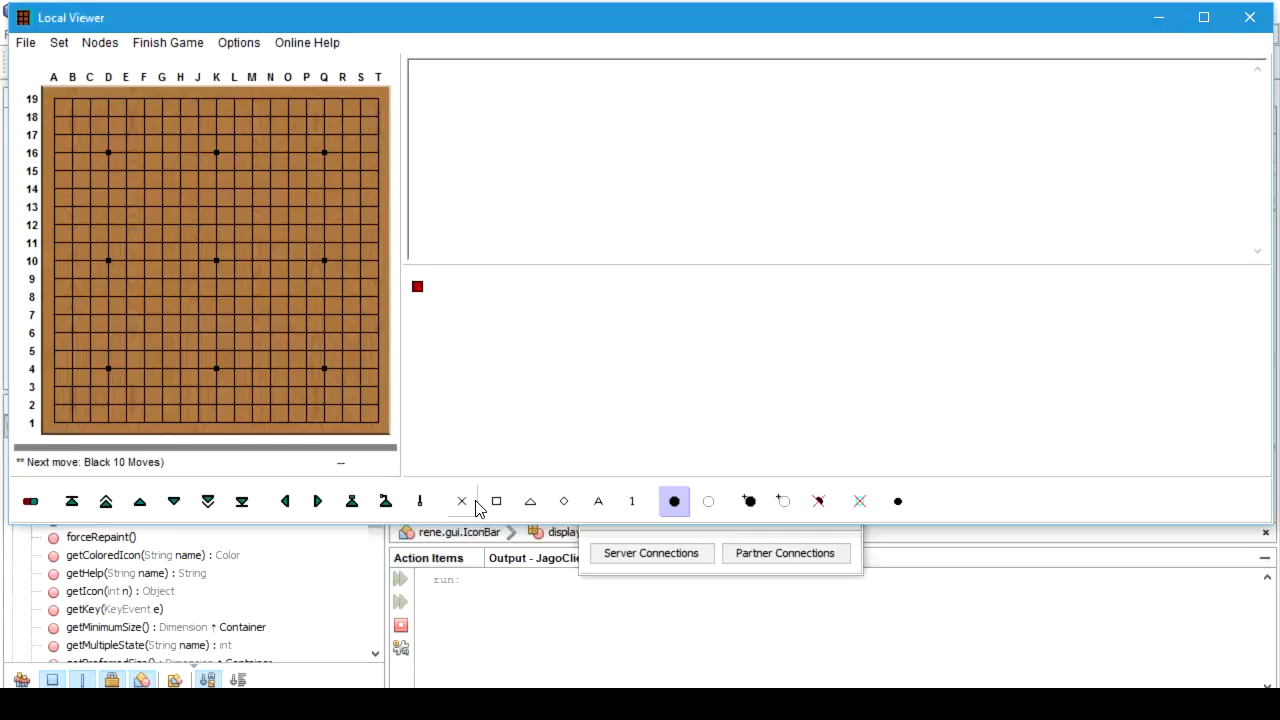 Local Viewer
File Set Nodes Finish Game Options Online Help
A B C D E F G H J K L M N O P Q R S T
19
18
17
16
15
14
13
12
11
10
9
8
7
6
5
4
3
2
1
** Next move: Black 10 Moves) --
A 1
forceRepaint()
getColoredIcon(String name) : Color
getHelp(String name) : String
getIcon(int n) : Object
getKey(KeyEvent e)
getMinimumSize() : Dimension ↑ Container
getMultipleState(String name) : int
rene.gui.IconBar
Server Connections Partner Connections
Action Items
run: